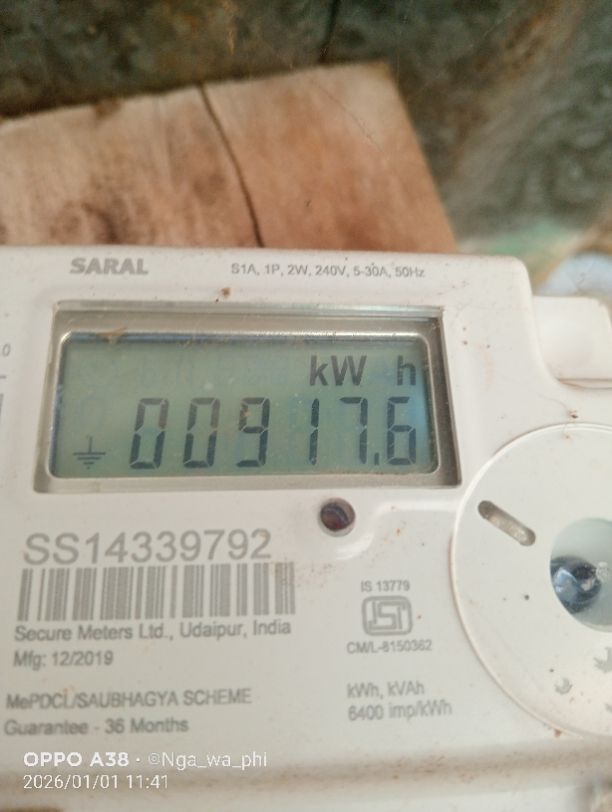 SARAL
S1A, 1P, 2W, 240V, 5-30A, 50Hz
kW h
00917.6
SS14339792
Secure Meters Ltd., Udaipur, India
Mfg: 12/2019
IS 13779
ISI
CM/L-8150362
MePDCL/SAUBHAGYA SCHEME
Guarantee - 36 Months
kWh, kVAh
6400 imp/kWh
OPPO A38 · ©Nga_wa_phi
2026/01/01 11:41